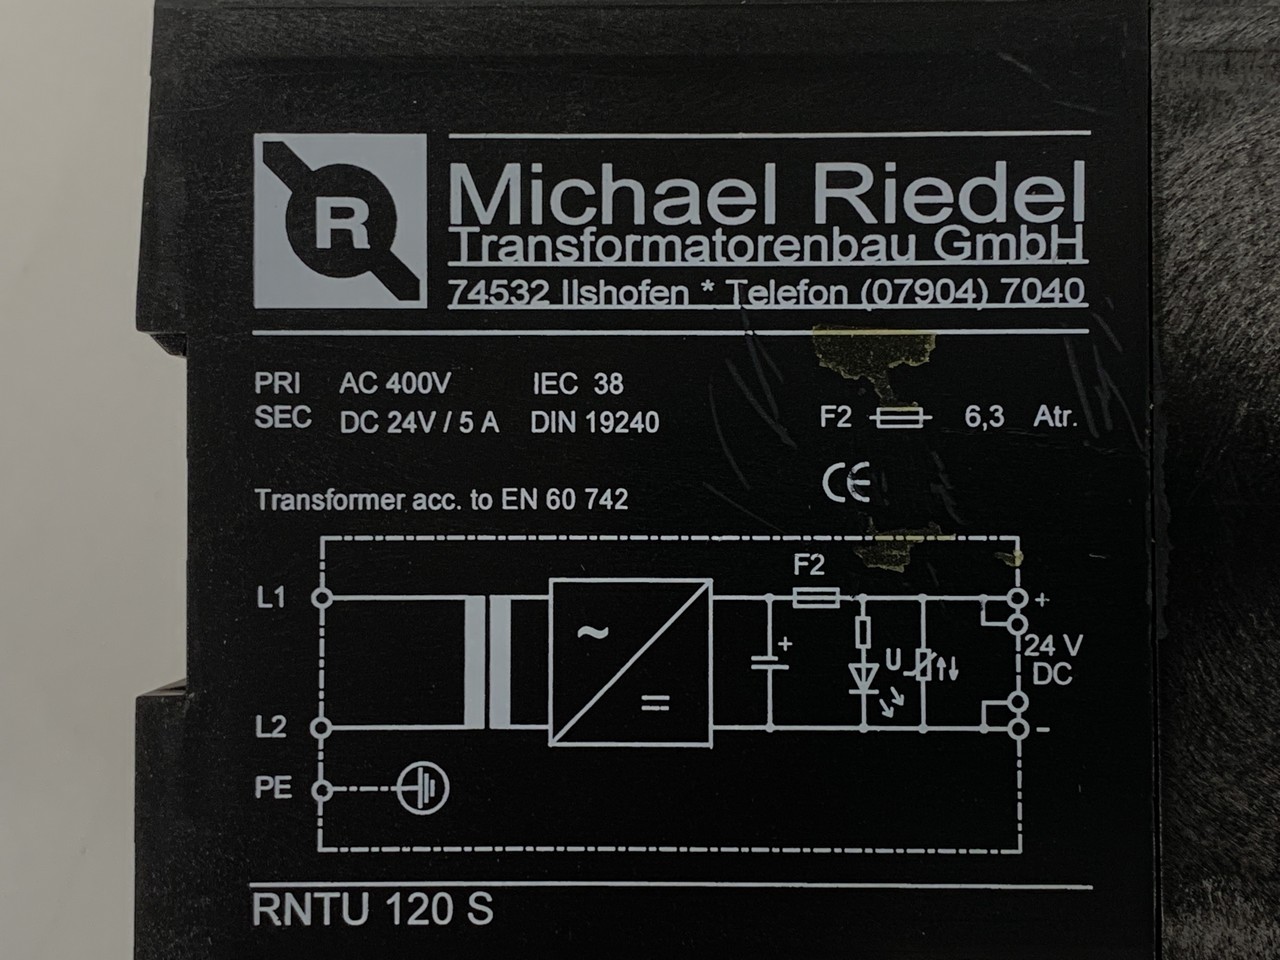 R
Michael Riedel
Transformatorenbau GmbH
74532 Ilshofen * Telefon (07904) 7040
PRI AC 400V IEC 38
SEC DC 24V / 5 A DIN 19240
F2 6,3 Atr.
CE
Transformer acc. to EN 60 742
F2
L1
+
~
+
U
24 V
DC
=
L2
-
PE
RNTU 120 S